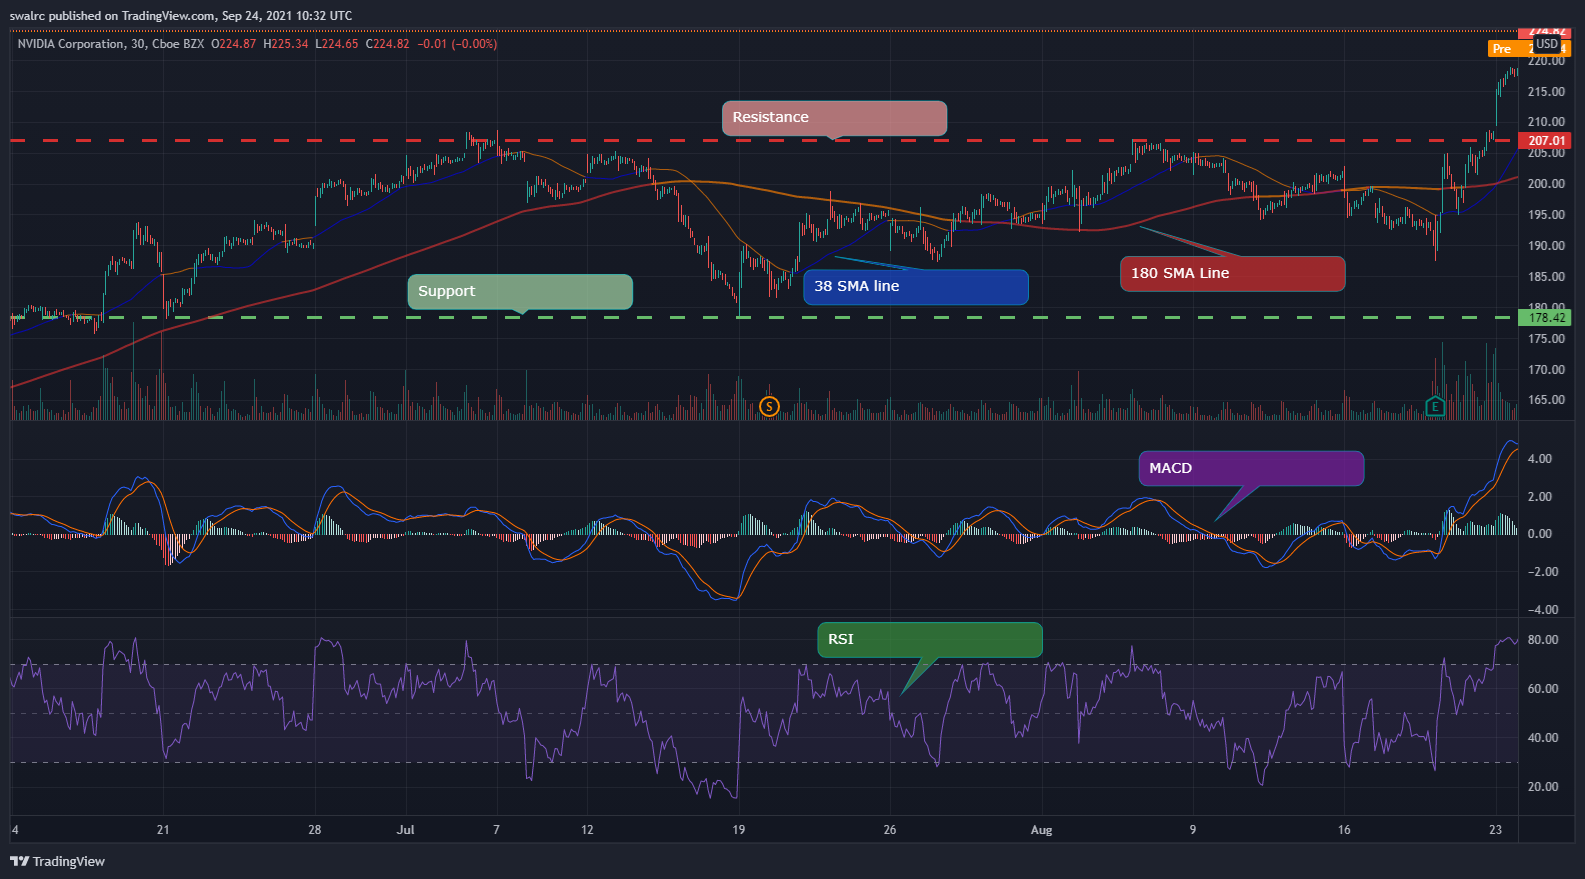 swalrc published on TradingView.com, Sep 24, 2021 10:32 UTC
NVIDIA Corporation, 30, Cboe BZX O224.87 H225.34 L224.65 C224.82 −0.01 (−0.00%)
224.82
USD
Pre
220.00
215.00
210.00
207.01
205.00
200.00
195.00
190.00
185.00
180.00
178.42
175.00
170.00
165.00
Resistance
Support
38 SMA line
180 SMA Line
S
E
MACD
4.00
2.00
0.00
−2.00
−4.00
RSI
80.00
60.00
40.00
20.00
4 21 28 Jul 7 12 19 26 Aug 9 16 23
TradingView